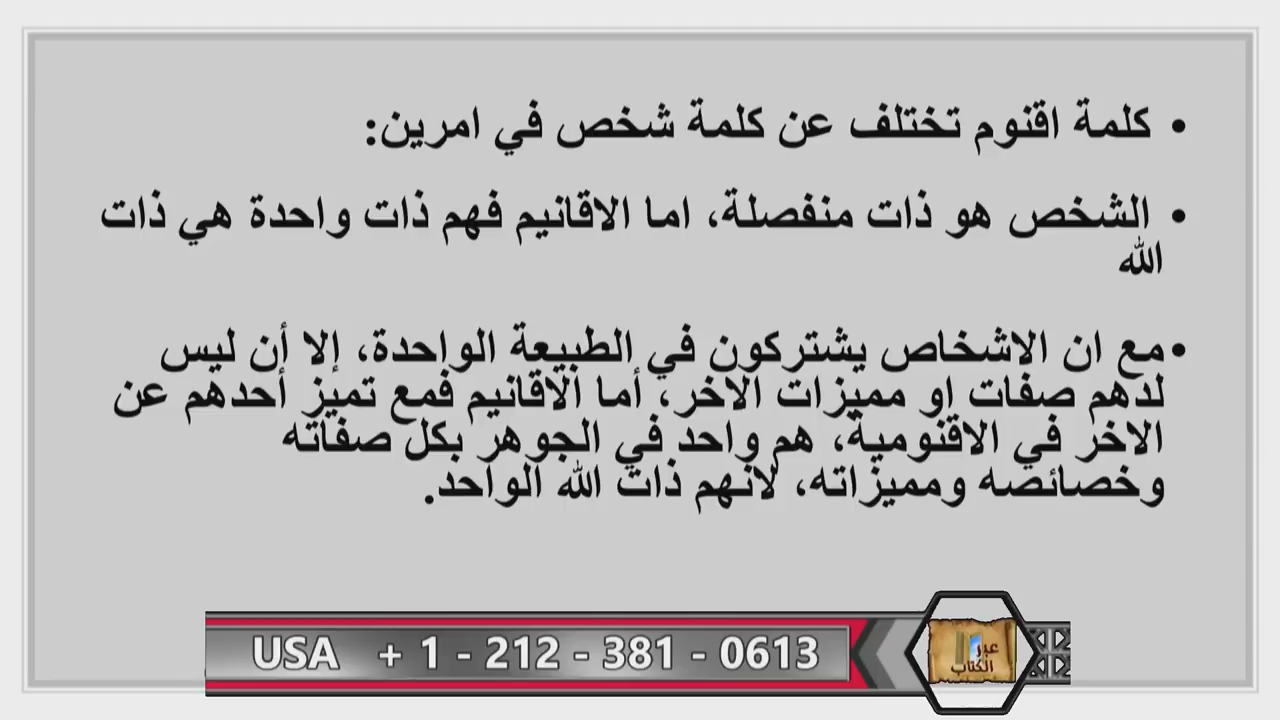 • كلمة اقنوم تختلف عن كلمة شخص في امرين:
• الشخص هو ذات منفصلة، اما الاقانيم فهم ذات واحدة هي ذات
الله
• مع ان الاشخاص يشتركون في الطبيعة الواحدة، إلا أن ليس
لدهم صفات او مميزات الاخر، أما الاقانيم فمع تميز أحدهم عن
الاخر في الاقنومية، هم واحد في الجوهر بكل صفاته
وخصائصه ومميزاته، لانهم ذات الله الواحد.
USA + 1 - 212 - 381 - 0613
عبر
الكتاب